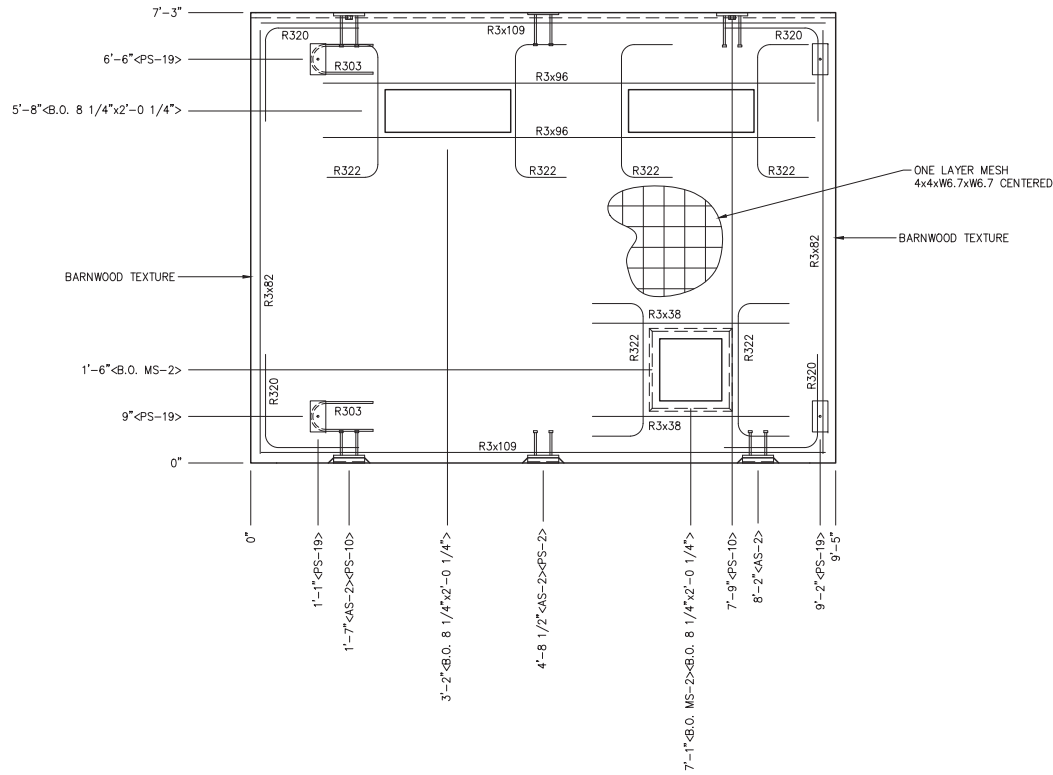 7'-3"
R320
R3x109
R320
6'-6"<PS-19>
R303
R3x96
5'-8"<B.O. 8 1/4"x2'-0 1/4">
R3x96
R322
R322
R322
R322
ONE LAYER MESH
4x4xW6.7xW6.7 CENTERED
R3x82
BARNWOOD TEXTURE
BARNWOOD TEXTURE
R3x82
R3x38
R322
R322
1'-6"<B.O. MS-2>
R320
R320
9"<PS-19>
R303
R3x38
R3x109
0"
0"
1'-1"<PS-19>
1'-7"<AS-2><PS-10>
3'-2"<B.O. 8 1/4"x2'-0 1/4">
4'-8 1/2"<AS-2><PS-2>
7'-1"<B.O. MS-2><B.O. 8 1/4"x2'-0 1/4">
7'-9"<PS-10>
8'-2"<AS-2>
9'-2"<PS-19>
9'-5"